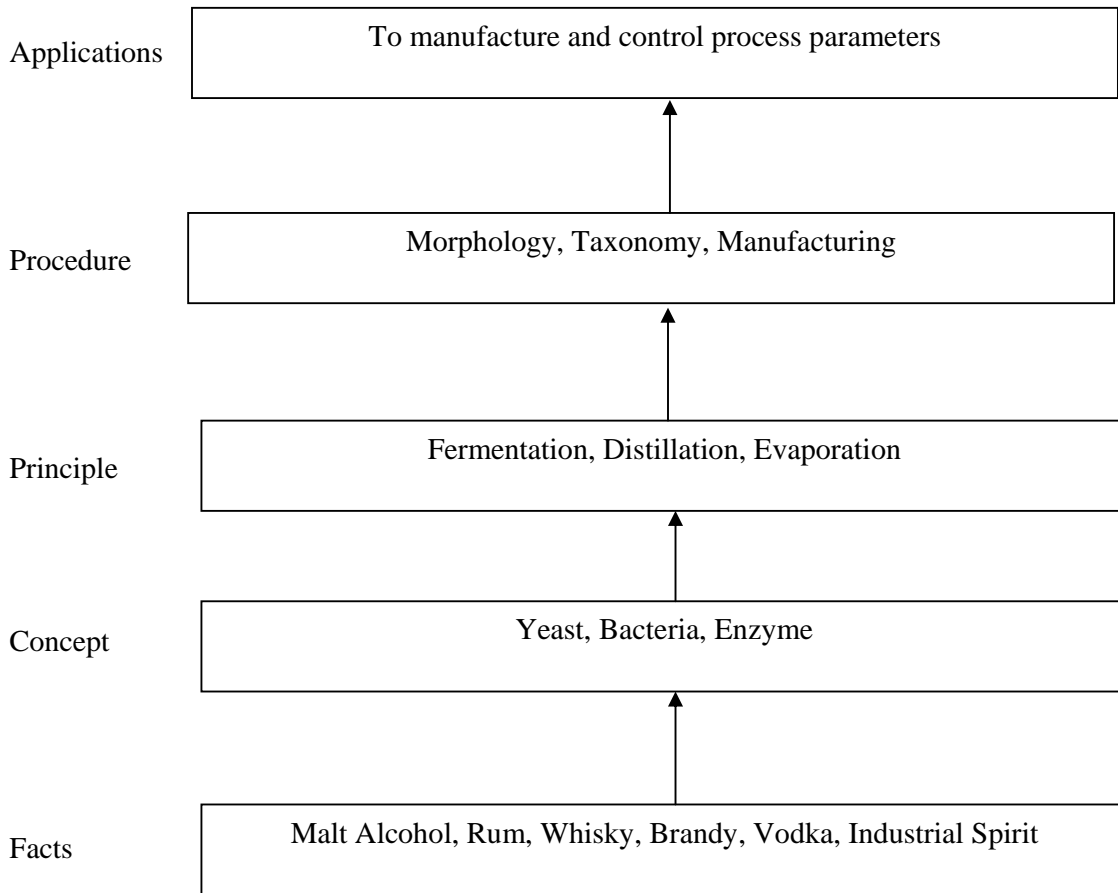 Applications
To manufacture and control process parameters
Procedure
Morphology, Taxonomy, Manufacturing
Principle
Fermentation, Distillation, Evaporation
Concept
Yeast, Bacteria, Enzyme
Facts
Malt Alcohol, Rum, Whisky, Brandy, Vodka, Industrial Spirit